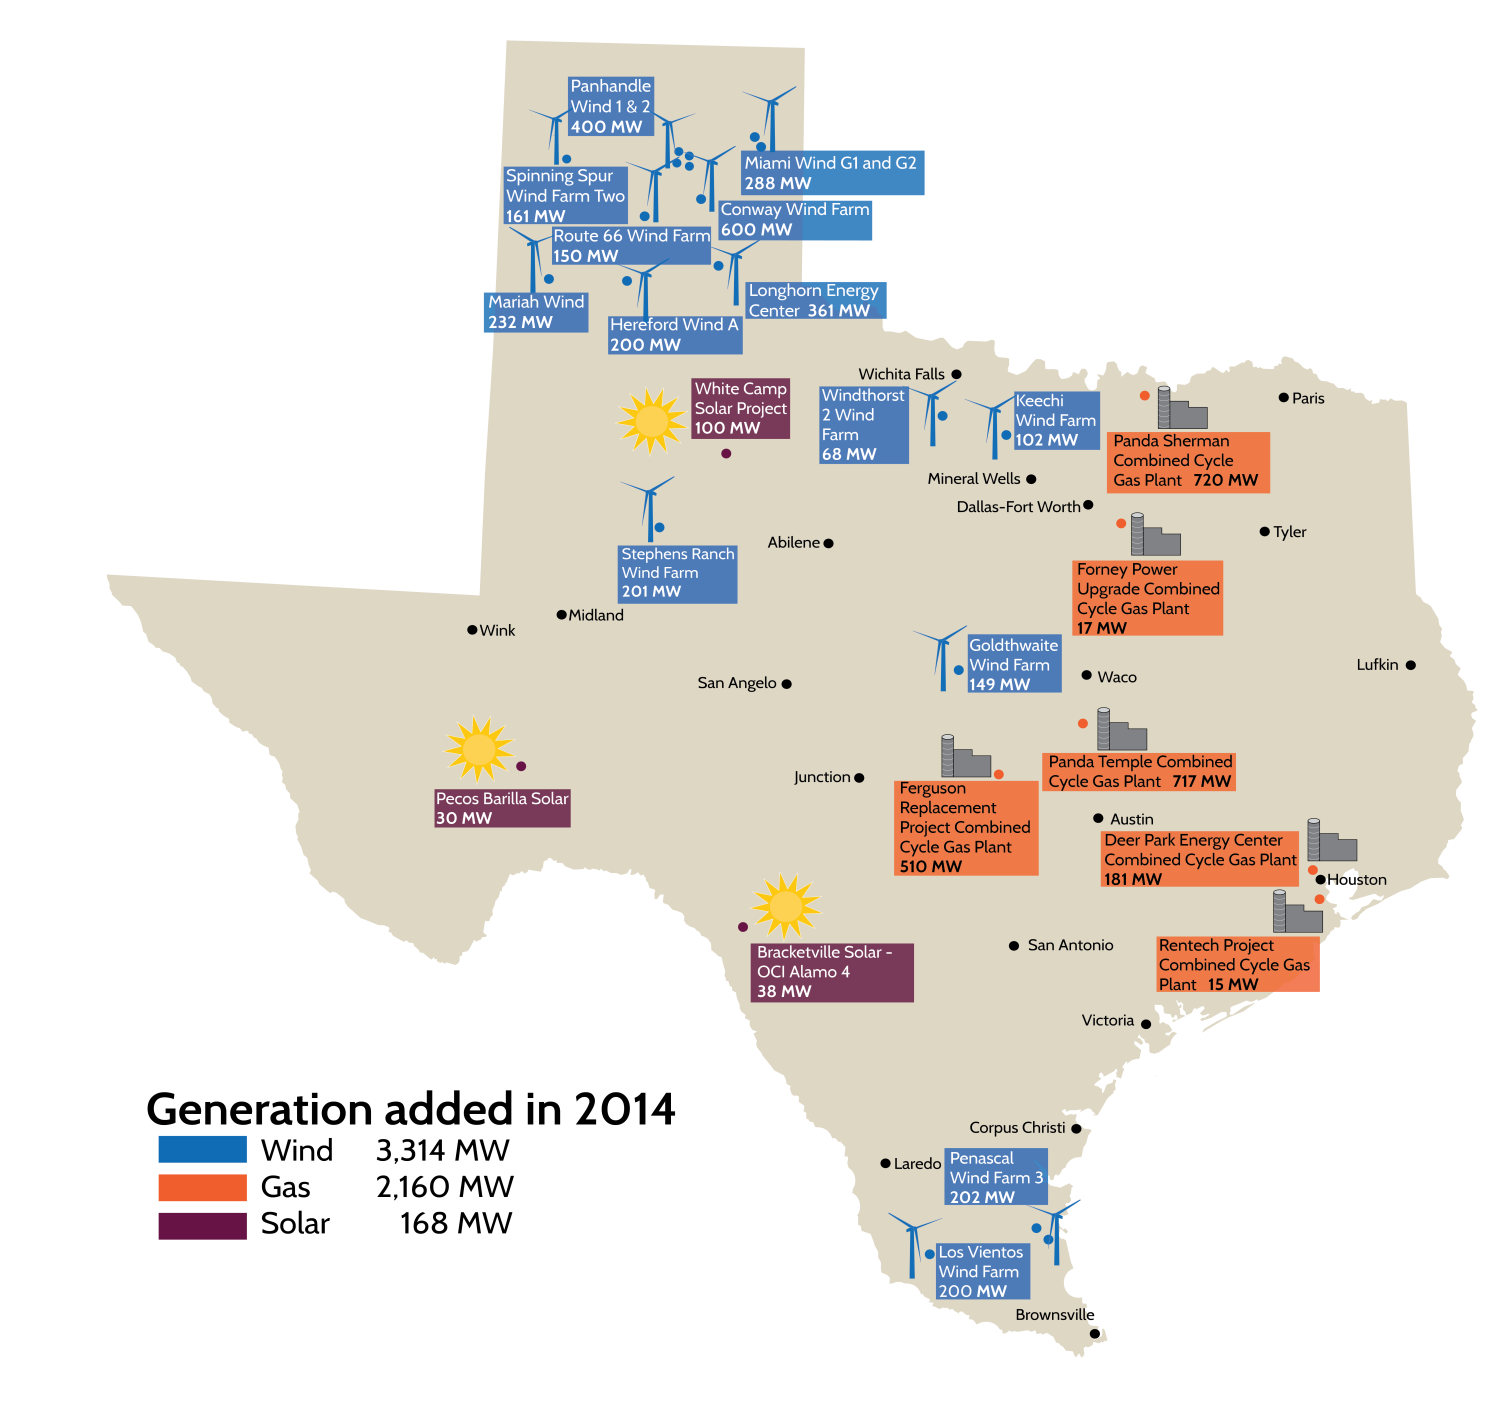 Panhandle
Wind 1 & 2
400 MW
Miami Wind G1 and G2
288 MW
Spinning Spur
Wind Farm Two
161 MW
Conway Wind Farm
600 MW
Route 66 Wind Farm
150 MW
Mariah Wind
232 MW
Longhorn Energy
Center 361 MW
Hereford Wind A
200 MW
Wichita Falls
White Camp
Solar Project
100 MW
Windthorst
2 Wind
Farm
68 MW
Keechi
Wind Farm
102 MW
Paris
Panda Sherman
Combined Cycle
Gas Plant 720 MW
Mineral Wells
Dallas-Fort Worth
Abilene
Tyler
Stephens Ranch
Wind Farm
201 MW
Forney Power
Upgrade Combined
Cycle Gas Plant
17 MW
Midland
Wink
Goldthwaite
Wind Farm
149 MW
Waco
Lufkin
San Angelo
Panda Temple Combined
Cycle Gas Plant 717 MW
Junction
Pecos Barilla Solar
30 MW
Ferguson
Replacement
Project Combined
Cycle Gas Plant
510 MW
Austin
Deer Park Energy Center
Combined Cycle Gas Plant
181 MW
Houston
Bracketville Solar -
OCI Alamo 4
38 MW
San Antonio
Rentech Project
Combined Cycle Gas
Plant 15 MW
Victoria
Generation added in 2014
Wind 3,314 MW
Gas 2,160 MW
Solar 168 MW
Corpus Christi
Laredo
Penascal
Wind Farm 3
202 MW
Los Vientos
Wind Farm
200 MW
Brownsville